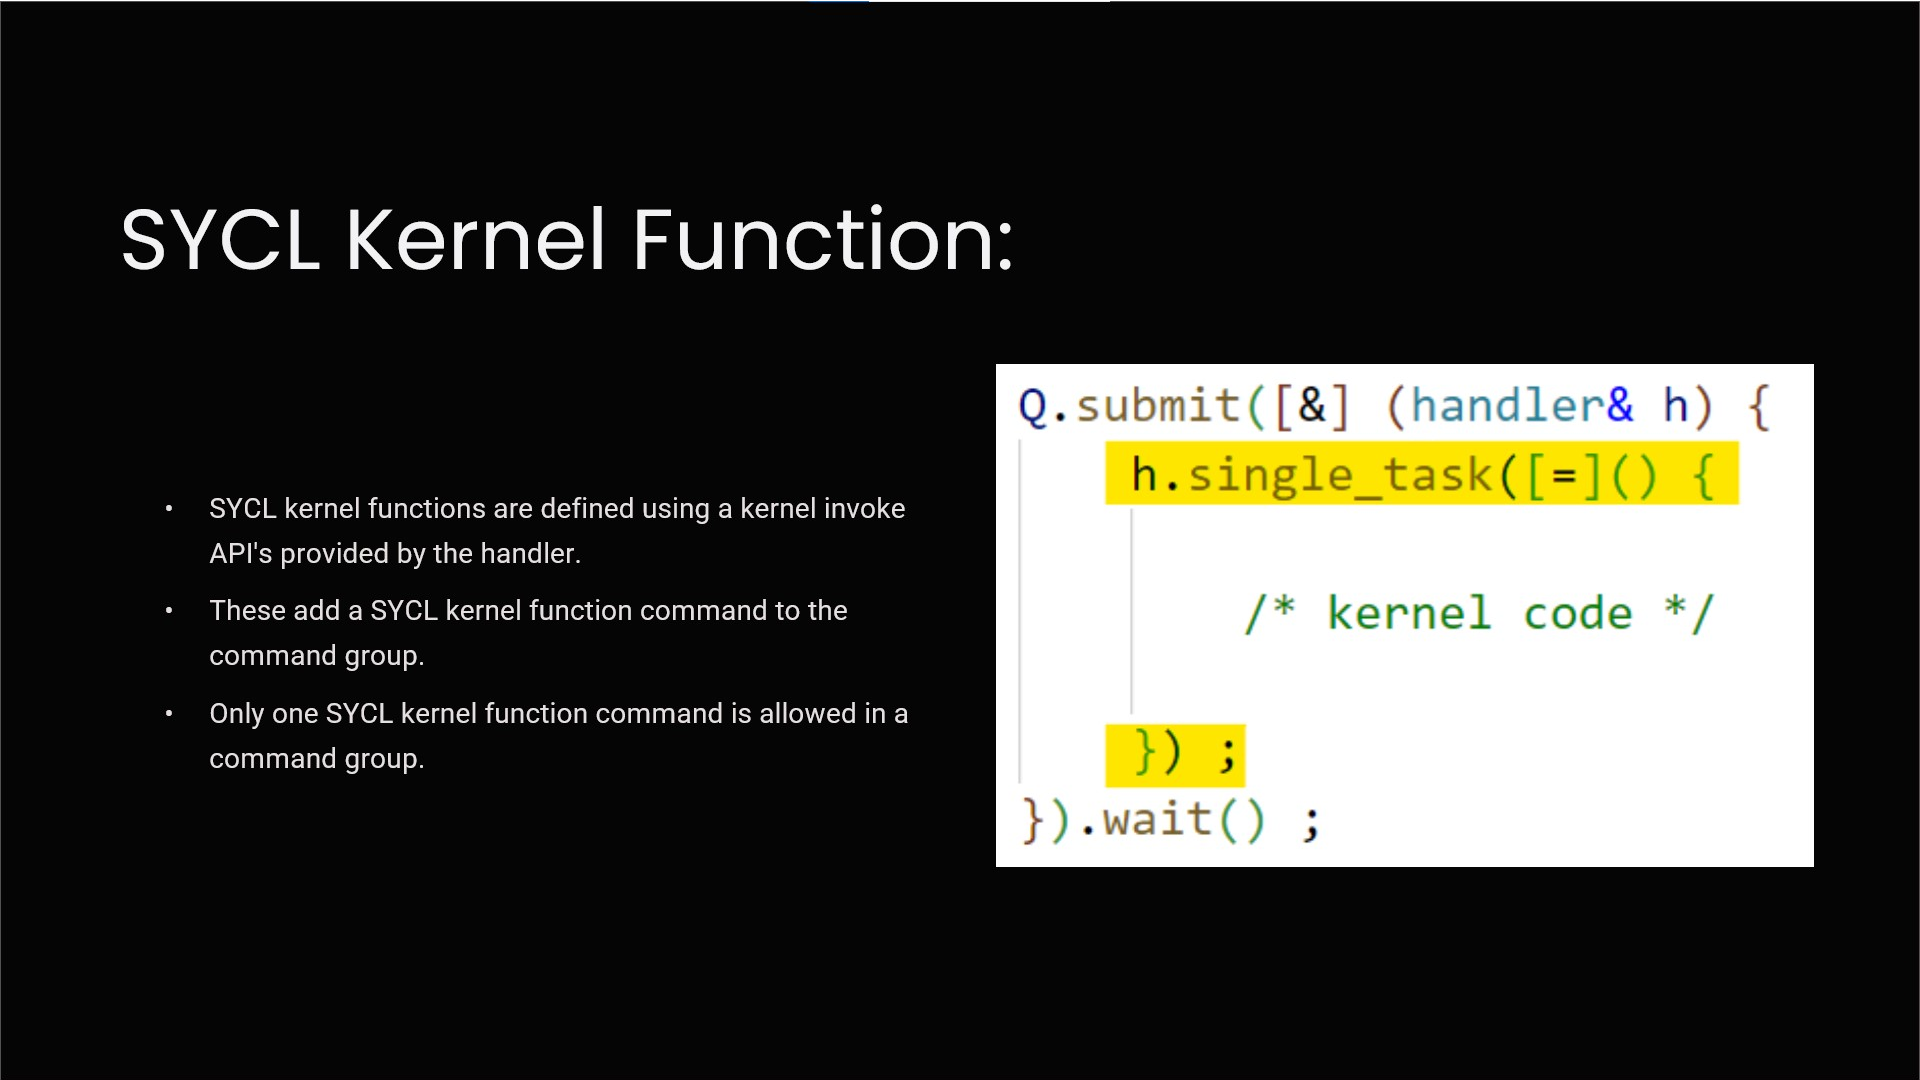 SYCL Kernel Function:
• SYCL kernel functions are defined using a kernel invoke
API's provided by the handler.
• These add a SYCL kernel function command to the
command group.
• Only one SYCL kernel function command is allowed in a
command group.
Q.submit([&] (handler& h) {
h.single_task([=]() {
/* kernel code */
}) ;
}).wait() ;